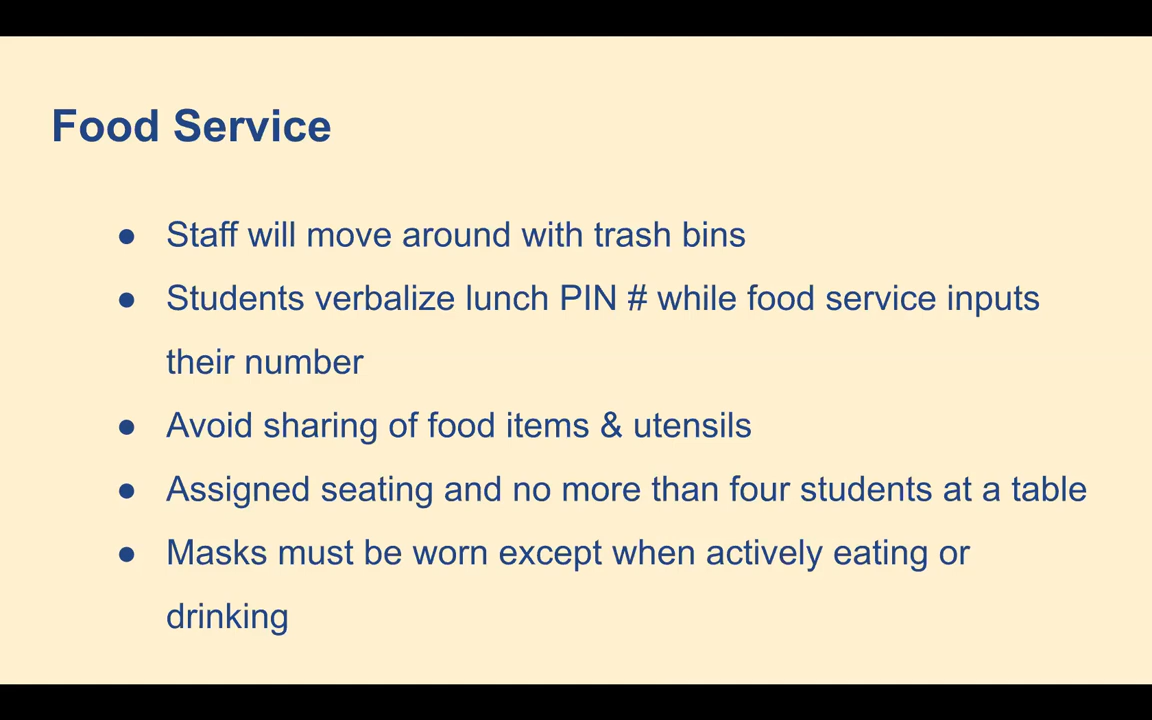 Food Service
● Staff will move around with trash bins
● Students verbalize lunch PIN # while food service inputs
their number
● Avoid sharing of food items & utensils
● Assigned seating and no more than four students at a table
● Masks must be worn except when actively eating or
drinking